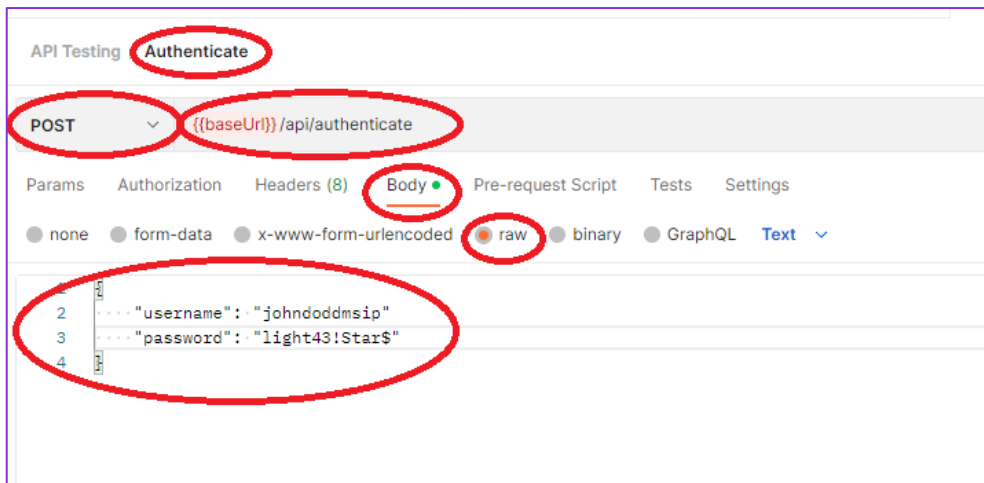 API Testing Authenticate
POST {{baseUrl}}/api/authenticate
Params Authorization Headers (8) Body Pre-request Script Tests Settings
none form-data x-www-form-urlencoded raw binary GraphQL Text
1 {
2 "username": "johndoddmsip"
3 "password": "light43!Star$"
4 }